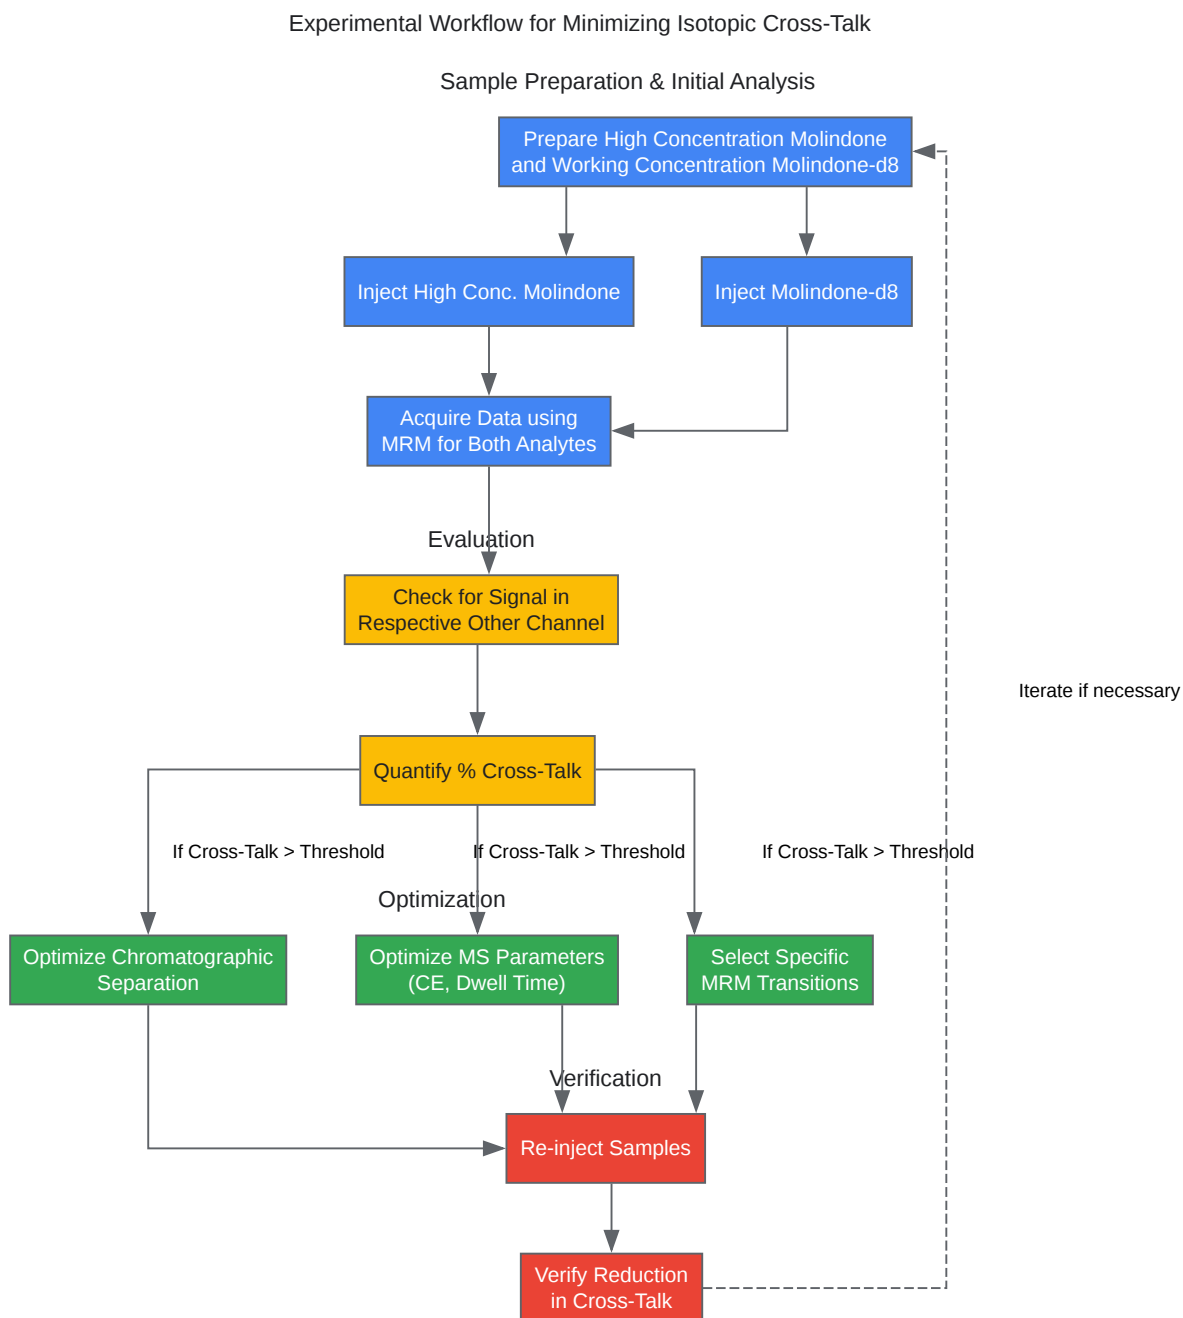 Experimental Workflow for Minimizing Isotopic Cross-Talk
Sample Preparation & Initial Analysis
Prepare High Concentration Molindone
and Working Concentration Molindone-d8
Inject High Conc. Molindone
Inject Molindone-d8
Acquire Data using
MRM for Both Analytes
Evaluation
Check for Signal in
Respective Other Channel
Iterate if necessary
Quantify % Cross-Talk
If Cross-Talk > Threshold
If Cross-Talk > Threshold
If Cross-Talk > Threshold
Optimization
Optimize Chromatographic
Separation
Optimize MS Parameters
(CE, Dwell Time)
Select Specific
MRM Transitions
Verification
Re-inject Samples
Verify Reduction
in Cross-Talk